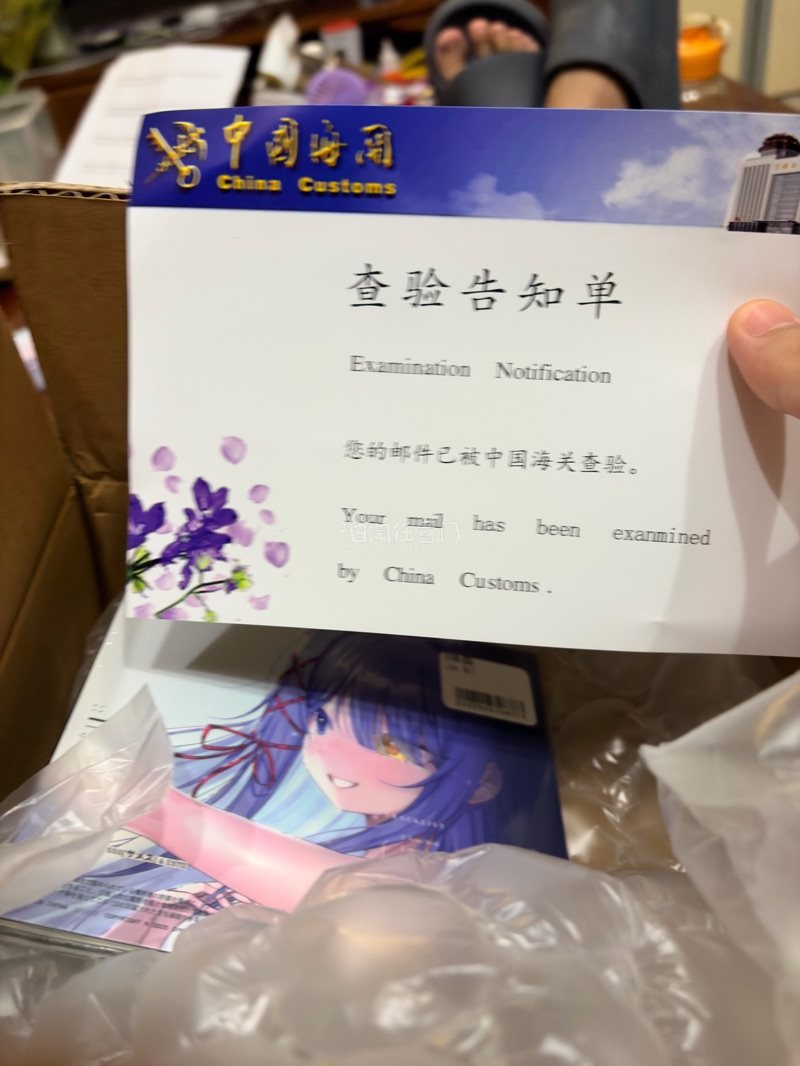 中国海关
China Customs
查验告知单
Examination Notification
您的邮件已被中国海关查验。
Your mail has been exanmined
by China Customs.